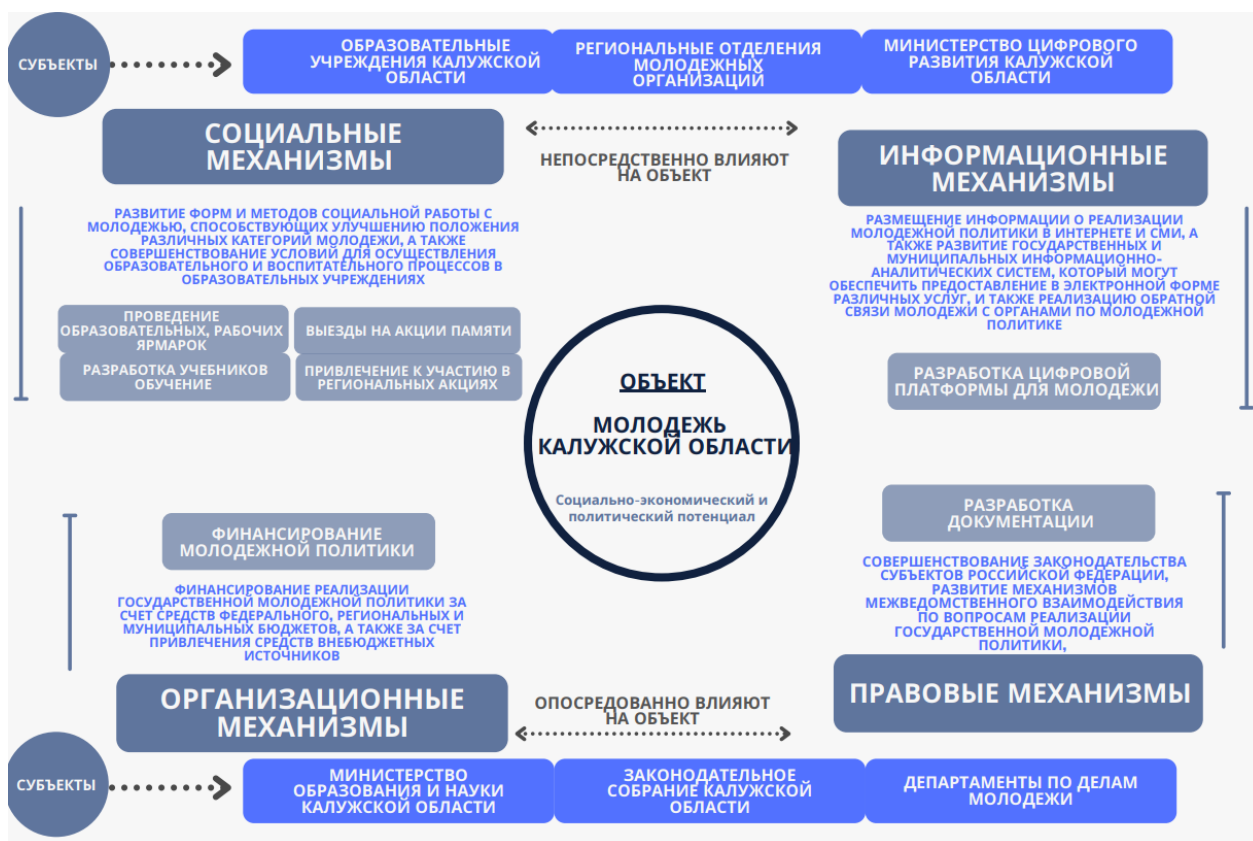 СУБЪЕКТЫ
ОБРАЗОВАТЕЛЬНЫЕ
УЧРЕЖДЕНИЯ КАЛУЖСКОЙ
ОБЛАСТИ
РЕГИОНАЛЬНЫЕ ОТДЕЛЕНИЯ
МОЛОДЕЖНЫХ
ОРГАНИЗАЦИЙ
МИНИСТЕРСТВО ЦИФРОВОГО
РАЗВИТИЯ КАЛУЖСКОЙ
ОБЛАСТИ
СОЦИАЛЬНЫЕ
МЕХАНИЗМЫ
НЕПОСРЕДСТВЕННО ВЛИЯЮТ
НА ОБЪЕКТ
ИНФОРМАЦИОННЫЕ
МЕХАНИЗМЫ
РАЗВИТИЕ ФОРМ И МЕТОДОВ СОЦИАЛЬНОЙ РАБОТЫ С
МОЛОДЕЖЬЮ, СПОСОБСТВУЮЩИХ УЛУЧШЕНИЮ ПОЛОЖЕНИЯ
РАЗЛИЧНЫХ КАТЕГОРИЙ МОЛОДЕЖИ, А ТАКЖЕ
СОВЕРШЕНСТВОВАНИЕ УСЛОВИЙ ДЛЯ ОСУЩЕСТВЛЕНИЯ
ОБРАЗОВАТЕЛЬНОГО И ВОСПИТАТЕЛЬНОГО ПРОЦЕССОВ В
ОБРАЗОВАТЕЛЬНЫХ УЧРЕЖДЕНИЯХ
РАЗМЕЩЕНИЕ ИНФОРМАЦИИ О РЕАЛИЗАЦИИ
МОЛОДЕЖНОЙ ПОЛИТИКИ В ИНТЕРНЕТЕ И СМИ, А
ТАКЖЕ РАЗВИТИЕ ГОСУДАРСТВЕННЫХ И
МУНИЦИПАЛЬНЫХ ИНФОРМАЦИОННО-
АНАЛИТИЧЕСКИХ СИСТЕМ, КОТОРЫЙ МОГУТ
ОБЕСПЕЧИТЬ ПРЕДОСТАВЛЕНИЕ В ЭЛЕКТРОННОЙ ФОРМЕ
РАЗЛИЧНЫХ УСЛУГ, И ТАКЖЕ РЕАЛИЗАЦИЮ ОБРАТНОЙ
СВЯЗИ МОЛОДЕЖИ С ОРГАНАМИ ПО МОЛОДЕЖНОЙ
ПОЛИТИКЕ
ПРОВЕДЕНИЕ
ОБРАЗОВАТЕЛЬНЫХ, РАБОЧИХ
ЯРМАРОК
ВЫЕЗДЫ НА АКЦИИ ПАМЯТИ
РАЗРАБОТКА УЧЕБНИКОВ
ОБУЧЕНИЕ
ПРИВЛЕЧЕНИЕ К УЧАСТИЮ В
РЕГИОНАЛЬНЫХ АКЦИЯХ
РАЗРАБОТКА ЦИФРОВОЙ
ПЛАТФОРМЫ ДЛЯ МОЛОДЕЖИ
ОБЪЕКТ
МОЛОДЕЖЬ
КАЛУЖСКОЙ ОБЛАСТИ
Социально-экономический и
политический потенциал
ФИНАНСИРОВАНИЕ
МОЛОДЕЖНОЙ ПОЛИТИКИ
РАЗРАБОТКА
ДОКУМЕНТАЦИИ
ФИНАНСИРОВАНИЕ РЕАЛИЗАЦИИ
ГОСУДАРСТВЕННОЙ МОЛОДЕЖНОЙ ПОЛИТИКИ ЗА
СЧЕТ СРЕДСТВ ФЕДЕРАЛЬНОГО, РЕГИОНАЛЬНЫХ И
МУНИЦИПАЛЬНЫХ БЮДЖЕТОВ, А ТАКЖЕ ЗА СЧЕТ
ПРИВЛЕЧЕНИЯ СРЕДСТВ ВНЕБЮДЖЕТНЫХ
ИСТОЧНИКОВ
СОВЕРШЕНСТВОВАНИЕ ЗАКОНОДАТЕЛЬСТВА
СУБЪЕКТОВ РОССИЙСКОЙ ФЕДЕРАЦИИ,
РАЗВИТИЕ МЕХАНИЗМОВ
МЕЖВЕДОМСТВЕННОГО ВЗАИМОДЕЙСТВИЯ
ПО ВОПРОСАМ РЕАЛИЗАЦИИ
ГОСУДАРСТВЕННОЙ МОЛОДЕЖНОЙ
ПОЛИТИКИ,
ОРГАНИЗАЦИОННЫЕ
МЕХАНИЗМЫ
ОПОСРЕДОВАННО ВЛИЯЮТ
НА ОБЪЕКТ
ПРАВОВЫЕ МЕХАНИЗМЫ
СУБЪЕКТЫ
МИНИСТЕРСТВО
ОБРАЗОВАНИЯ И НАУКИ
КАЛУЖСКОЙ ОБЛАСТИ
ЗАКОНОДАТЕЛЬНОЕ
СОБРАНИЕ КАЛУЖСКОЙ
ОБЛАСТИ
ДЕПАРТАМЕНТЫ ПО ДЕЛАМ
МОЛОДЕЖИ